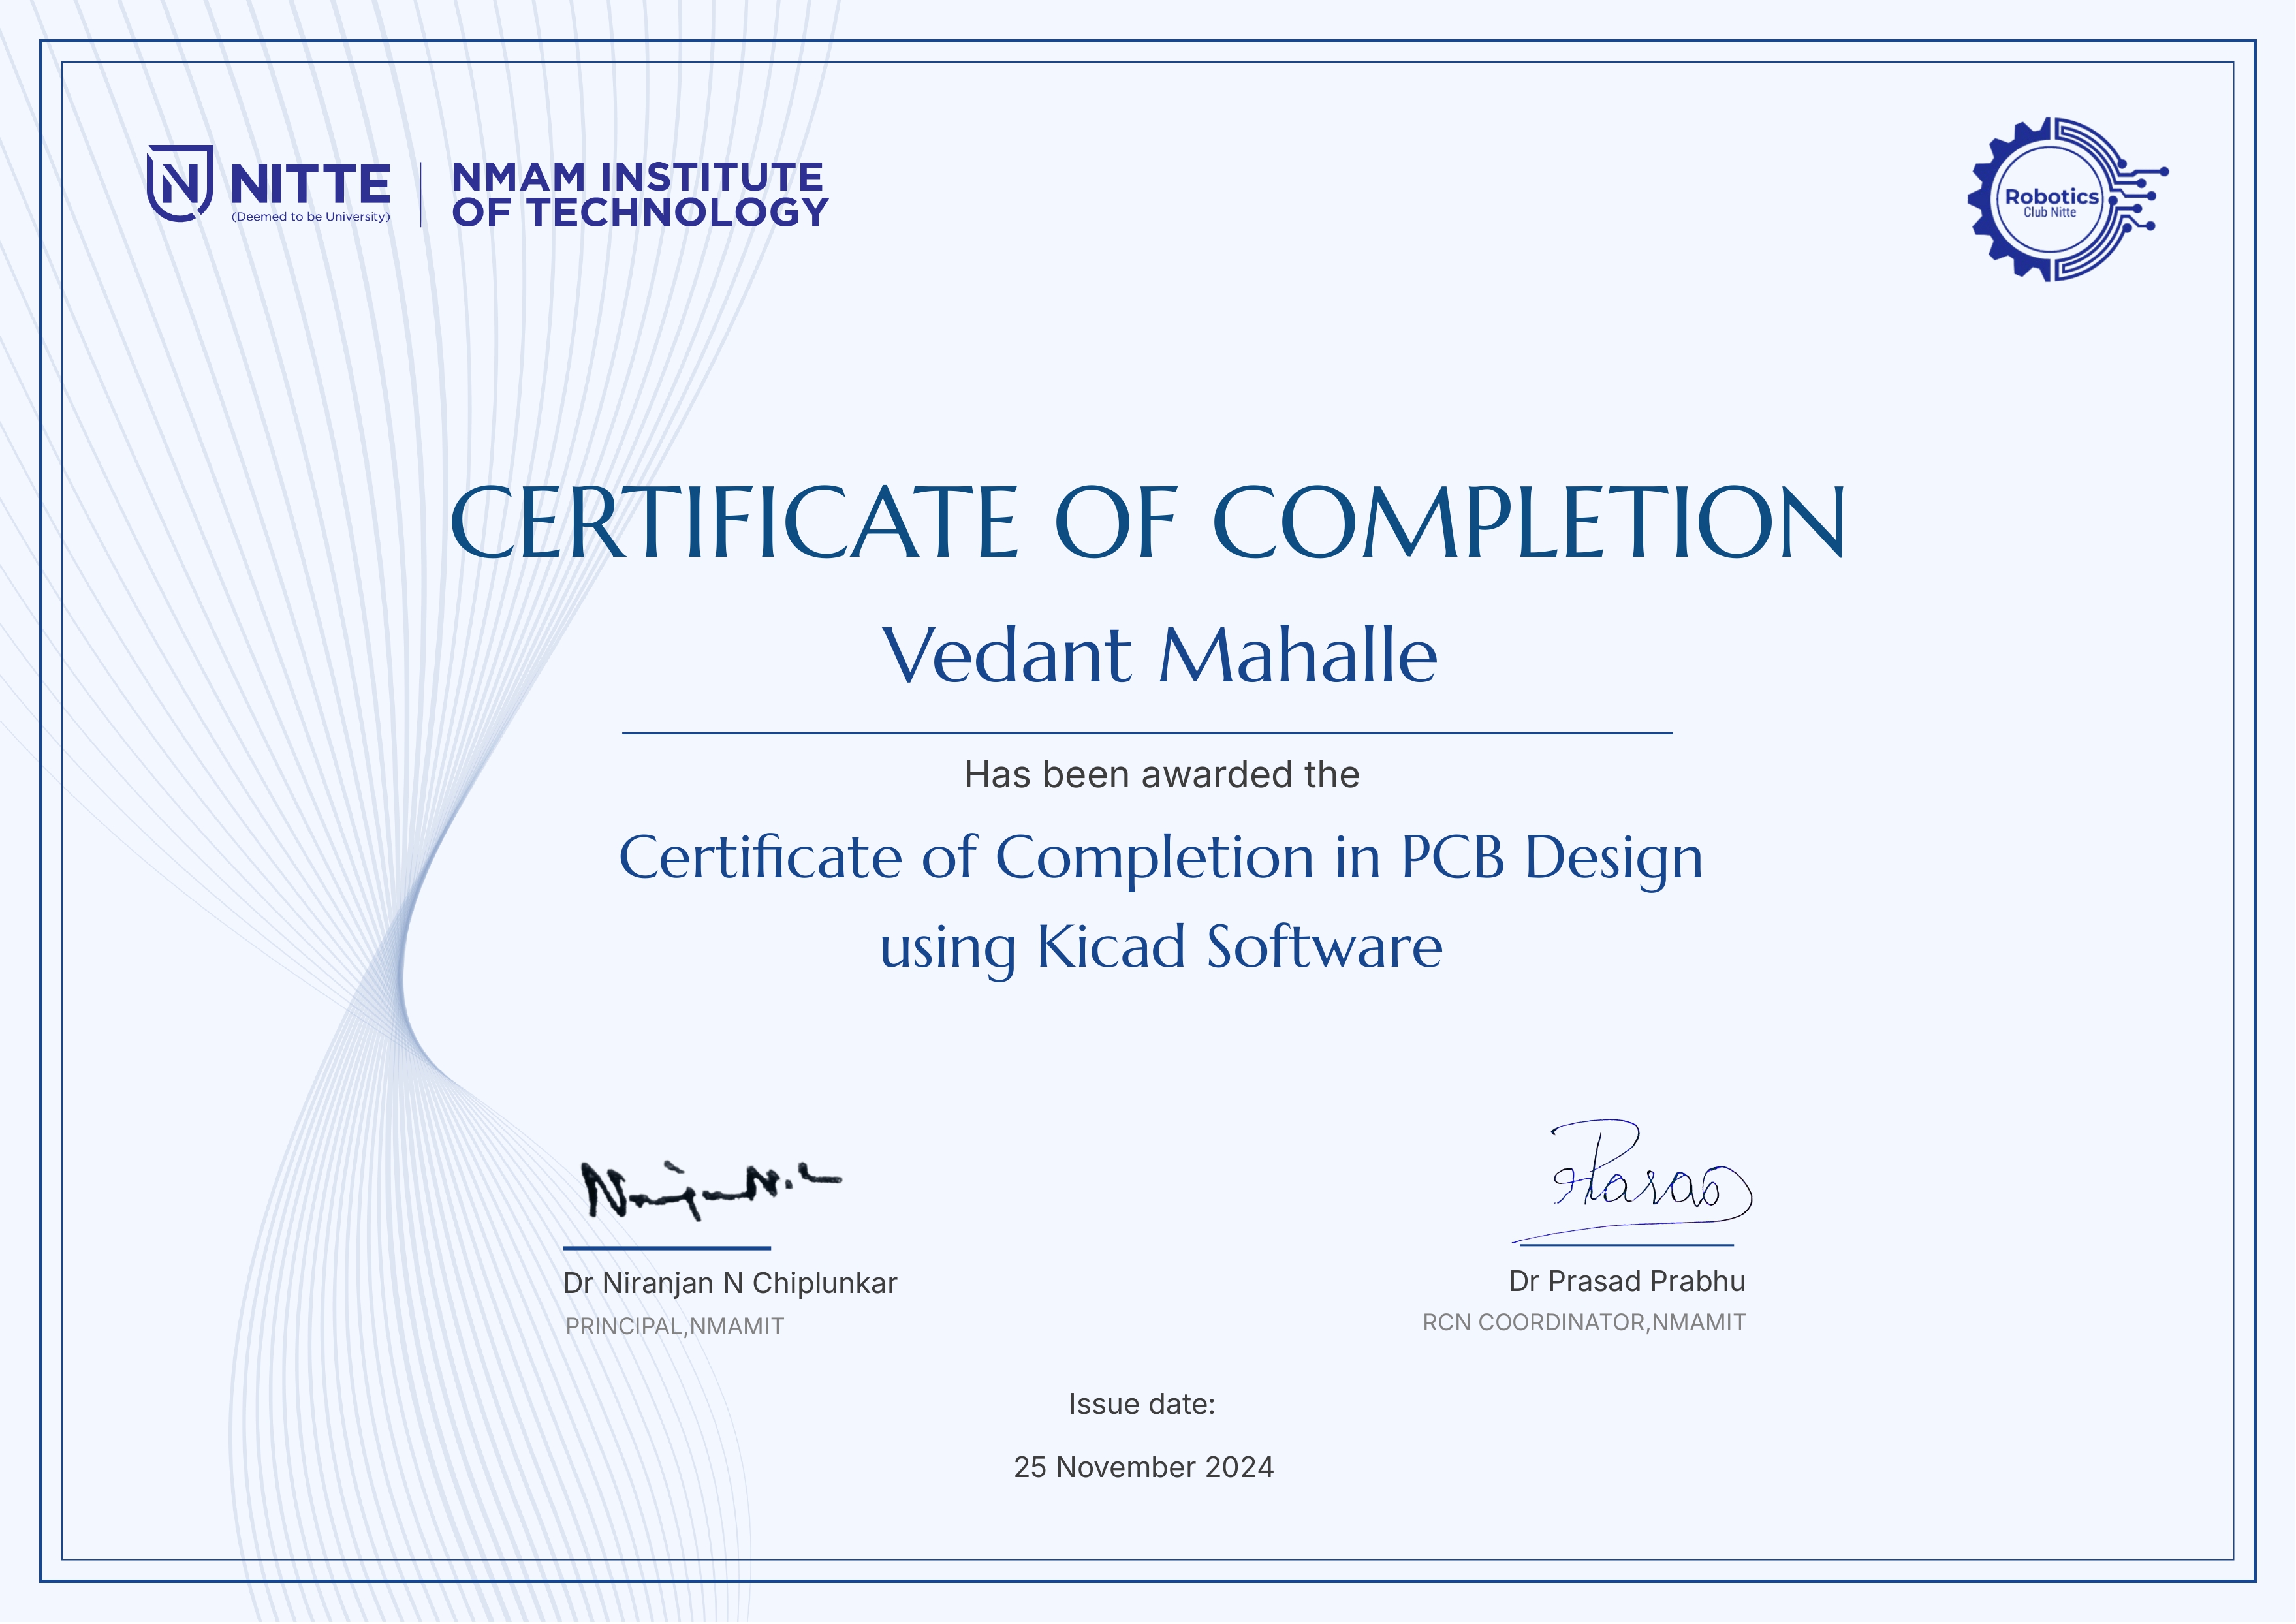 NITTE
(Deemed to be University)
NMAM INSTITUTE
OF TECHNOLOGY
Robotics
Club Nitte
CERTIFICATE OF COMPLETION
Vedant Mahalle
Has been awarded the
Certificate of Completion in PCB Design
using Kicad Software
Dr Niranjan N Chiplunkar
PRINCIPAL,NMAMIT
Dr Prasad Prabhu
RCN COORDINATOR,NMAMIT
Issue date:
25 November 2024